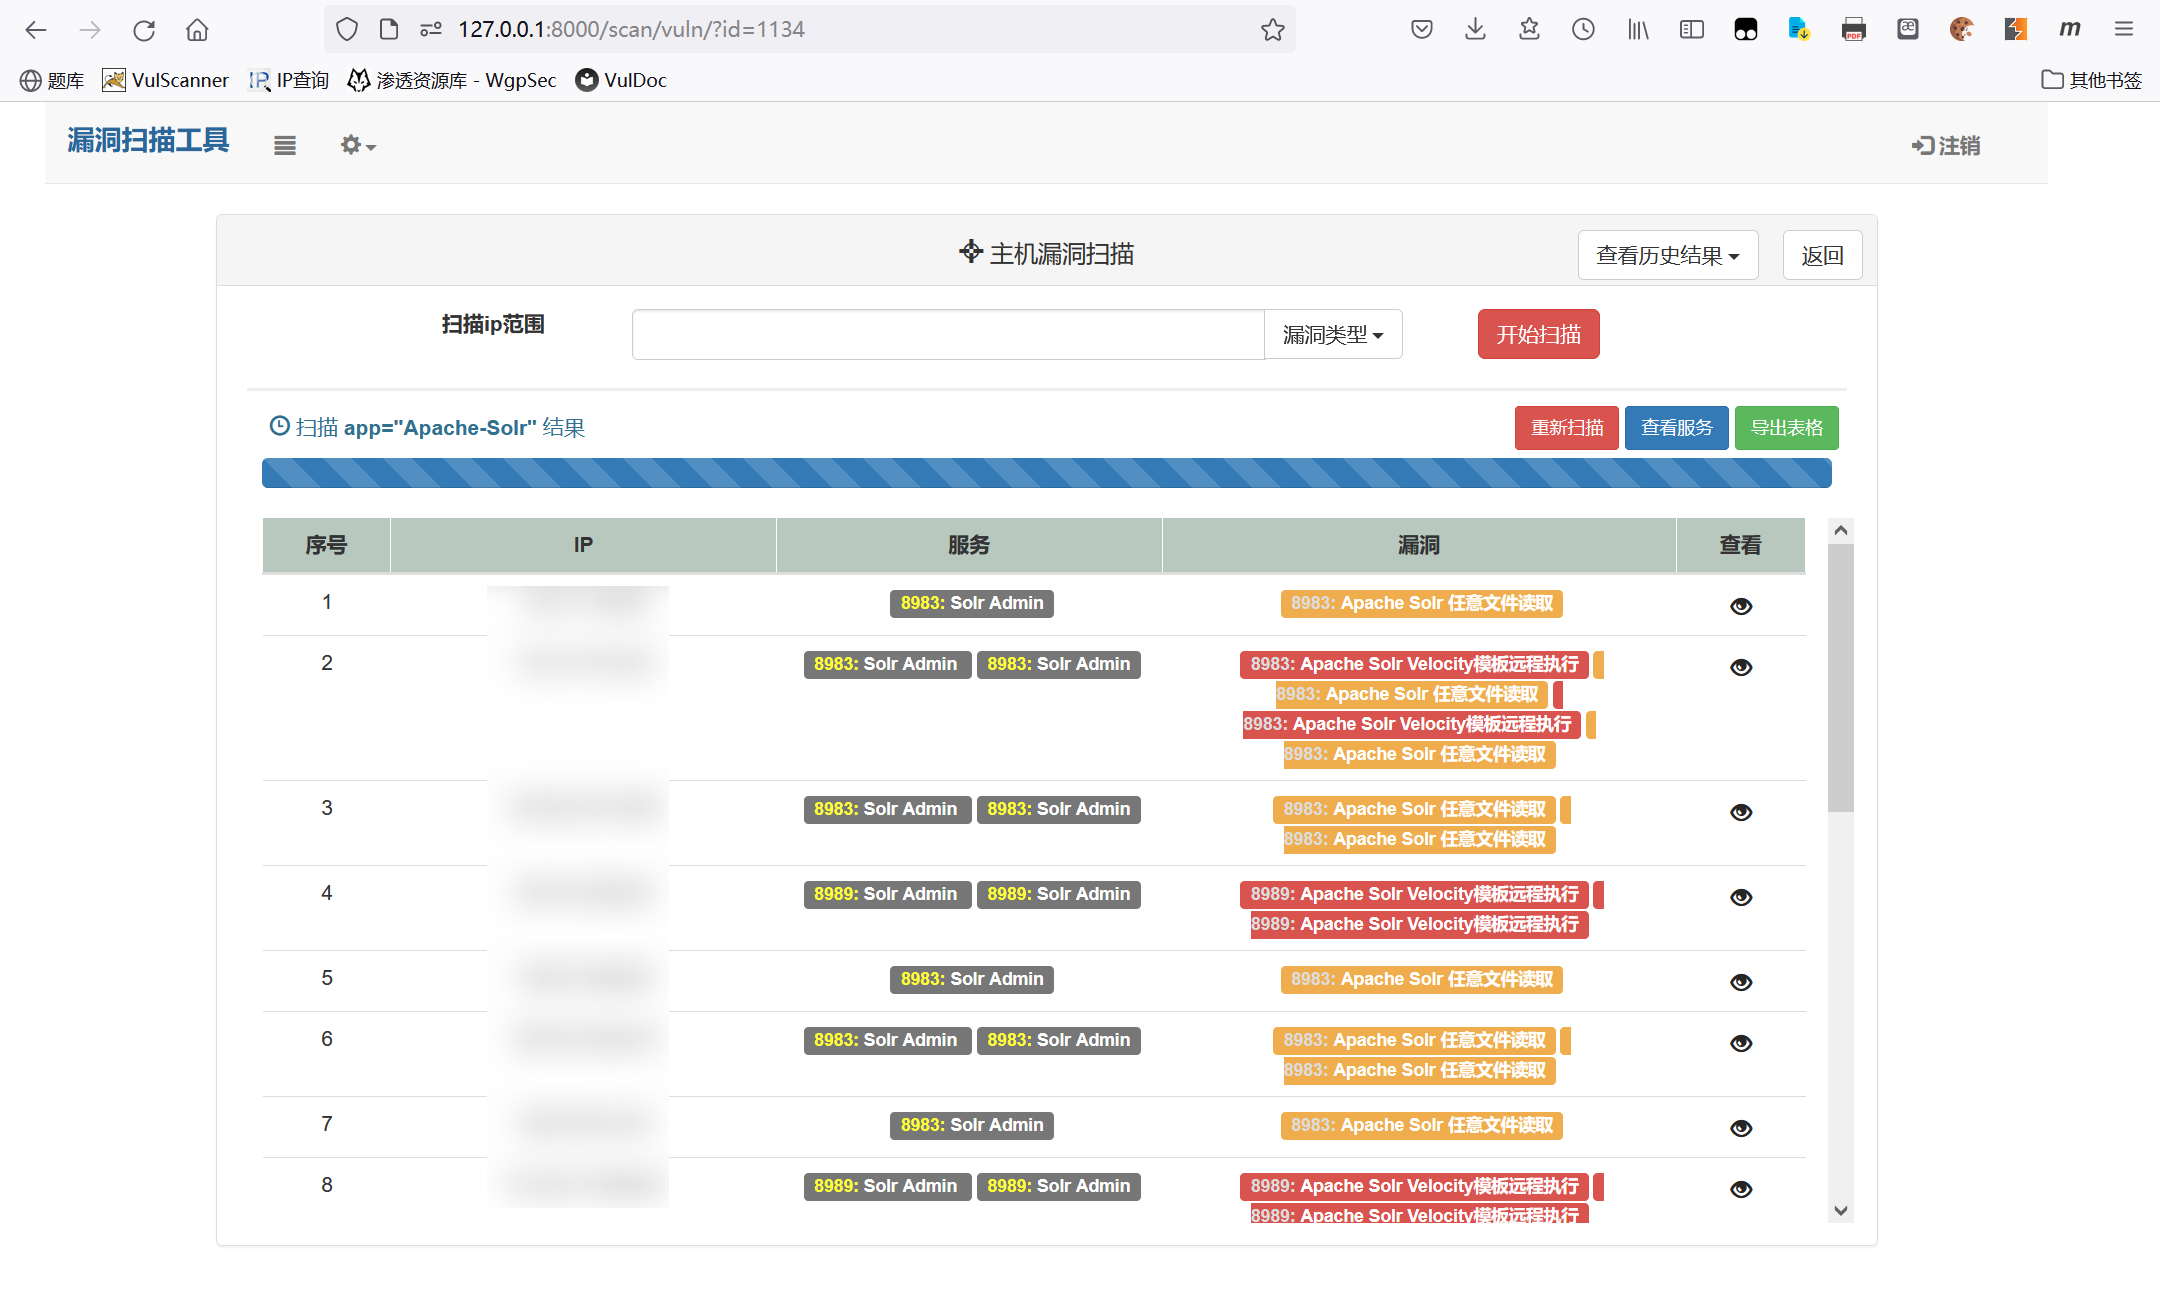 127.0.0.1:8000/scan/vuln/?id=1134
题库 VulScanner IP查询 渗透资源库 - WgpSec VulDoc 其他书签
漏洞扫描工具 注销
主机漏洞扫描 查看历史结果 返回
扫描ip范围 漏洞类型 开始扫描
扫描 app="Apache-Solr" 结果 重新扫描 查看服务 导出表格
序号 IP 服务 漏洞 查看
1 8983: Solr Admin 8983: Apache Solr 任意文件读取
2 8983: Solr Admin 8983: Solr Admin 8983: Apache Solr Velocity模板远程执行
8983: Apache Solr 任意文件读取
8983: Apache Solr Velocity模板远程执行
8983: Apache Solr 任意文件读取
3 8983: Solr Admin 8983: Solr Admin 8983: Apache Solr 任意文件读取
8983: Apache Solr 任意文件读取
4 8989: Solr Admin 8989: Solr Admin 8989: Apache Solr Velocity模板远程执行
8989: Apache Solr Velocity模板远程执行
5 8983: Solr Admin 8983: Apache Solr 任意文件读取
6 8983: Solr Admin 8983: Solr Admin 8983: Apache Solr 任意文件读取
8983: Apache Solr 任意文件读取
7 8983: Solr Admin 8983: Apache Solr 任意文件读取
8 8989: Solr Admin 8989: Solr Admin 8989: Apache Solr Velocity模板远程执行
8989: Apache Solr Velocity模板远程执行